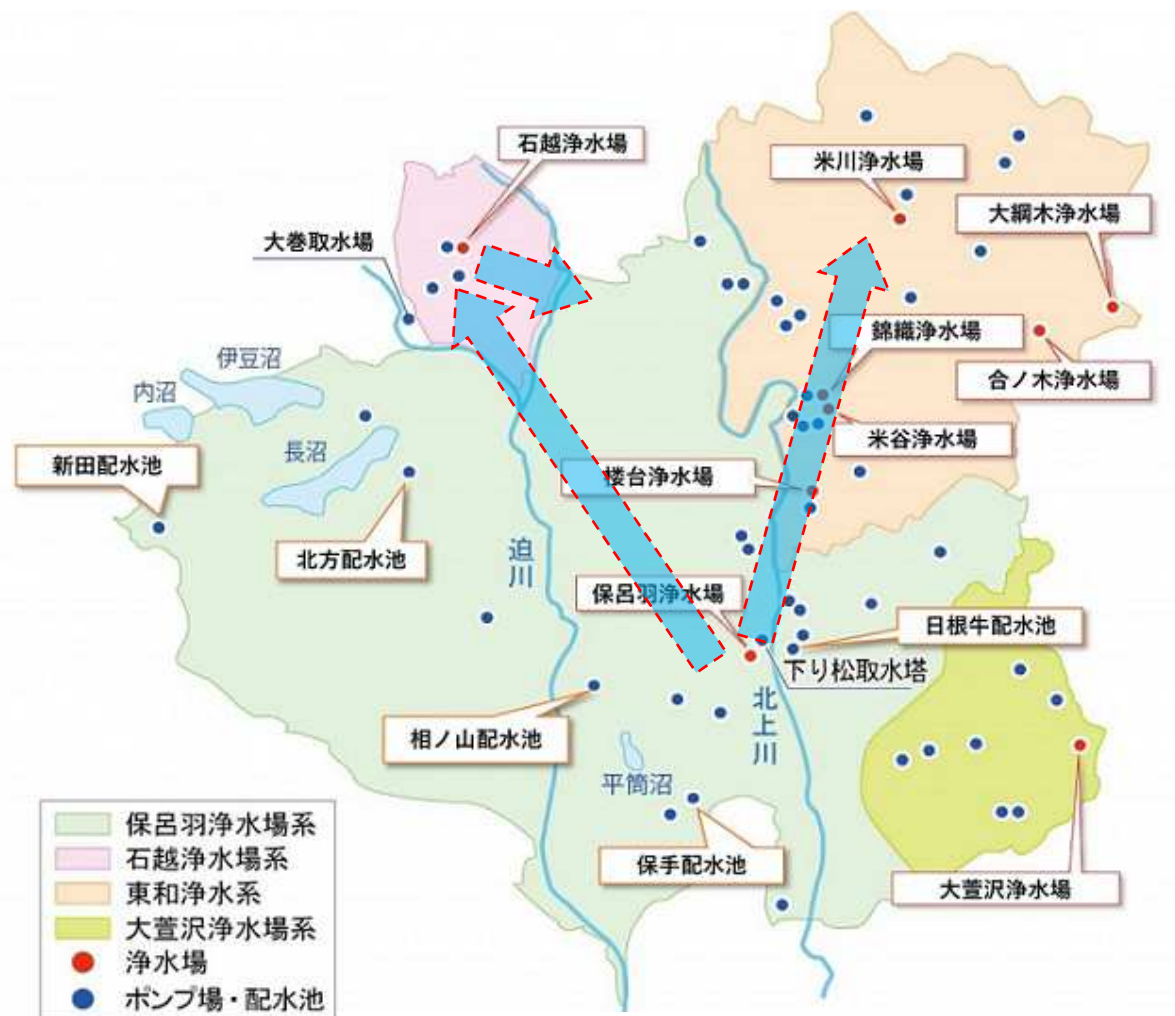 石越浄水場
米川浄水場
大綱木浄水場
大巻取水場
錦織浄水場
伊豆沼
内沼
合ノ木浄水場
米谷浄水場
長沼
新田配水池
楼台浄水場
北方配水池
迫川
保呂羽浄水場
日根牛配水池
下り松取水塔
北上川
相ノ山配水池
平筒沼
保手配水池
大萱沢浄水場
保呂羽浄水場系
石越浄水場系
東和浄水系
大萱沢浄水場系
浄水場
ポンプ場・配水池